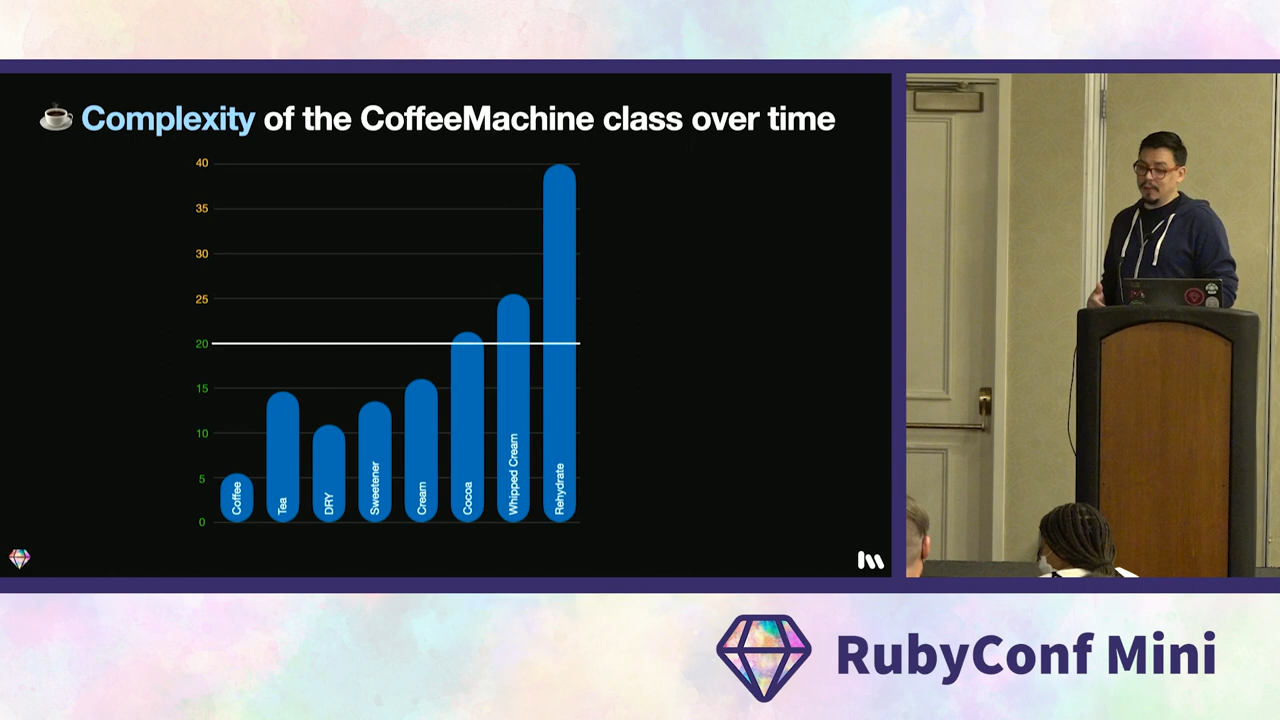 Complexity of the CoffeeMachine class over time
40
35
30
25
20
15
10
5
0
Coffee
Tea
DRY
Sweetener
Cream
Cocoa
Whipped Cream
Rehydrate
RubyConf Mini